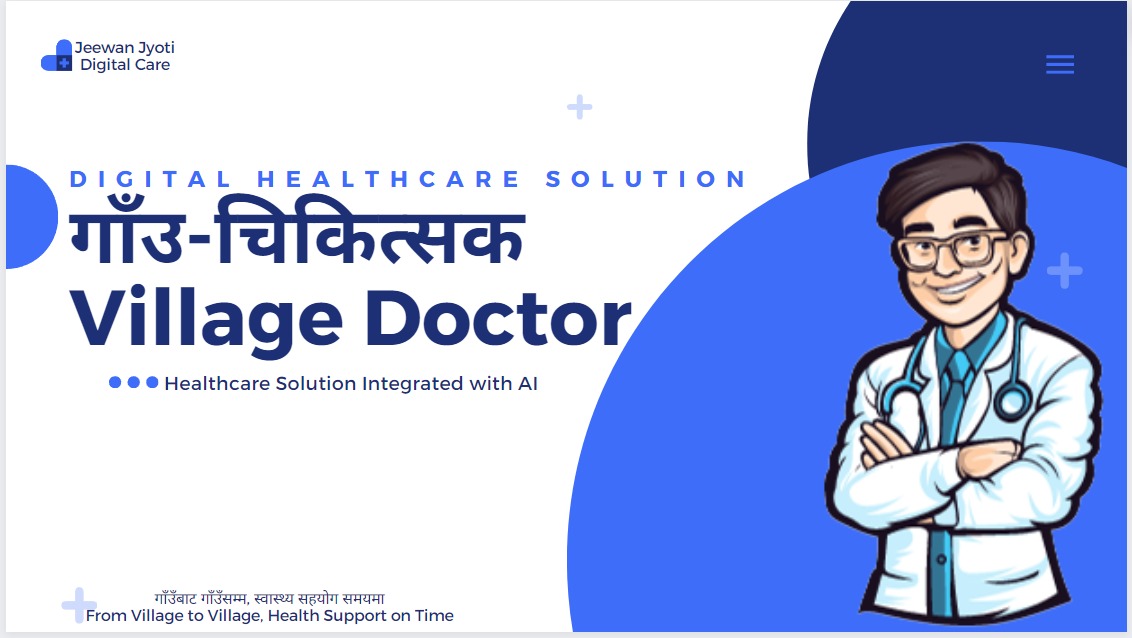 Jeewan Jyoti
Digital Care
DIGITAL HEALTHCARE SOLUTION
गाँउ-चिकित्सक
Village Doctor
Healthcare Solution Integrated with AI
गाँउँबाट गाँउँसम्म, स्वास्थ्य सहयोग समयमा
From Village to Village, Health Support on Time